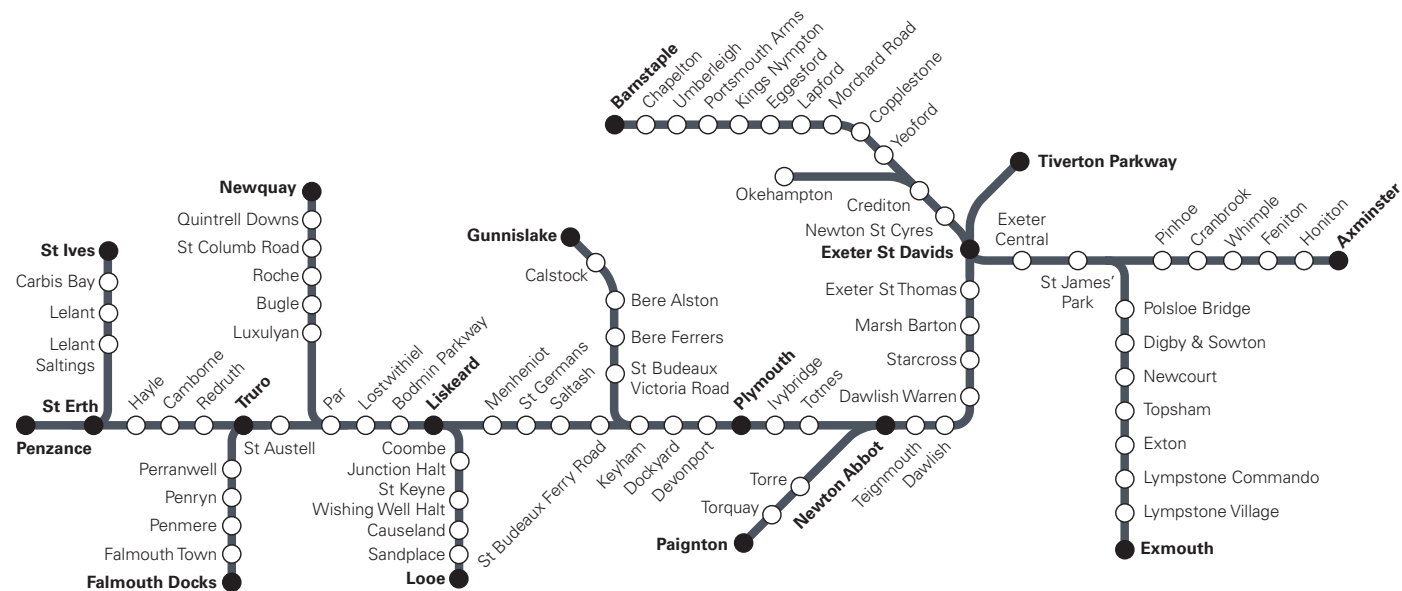 Barnstaple
Chapelton
Umberleigh
Portsmouth Arms
Kings Nympton
Eggesford
Lapford
Morchard Road
Copplestone
Yeoford
Okehampton
Crediton
Newton St Cyres
Exeter St Davids
Tiverton Parkway
Exeter
Central
St James'
Park
Pinhoe
Cranbrook
Whimple
Feniton
Honiton
Axminster
Polsloe Bridge
Digby & Sowton
Newcourt
Topsham
Exton
Lympstone Commando
Lympstone Village
Exmouth
Exeter St Thomas
Marsh Barton
Starcross
Dawlish Warren
Newquay
Quintrell Downs
St Columb Road
Roche
Bugle
Luxulyan
Gunnislake
Calstock
Bere Alston
Bere Ferrers
St Budeaux
Victoria Road
St Ives
Carbis Bay
Lelant
Lelant
Saltings
St Erth
Penzance
Hayle
Camborne
Redruth
Truro
St Austell
Par
Lostwithiel
Bodmin Parkway
Liskeard
Menheniot
St Germans
Saltash
St Budeaux Ferry Road
Keyham
Dockyard
Devonport
Plymouth
Ivybridge
Totnes
Newton Abbot
Teignmouth
Dawlish
Perranwell
Penryn
Penmere
Falmouth Town
Falmouth Docks
Coombe
Junction Halt
St Keyne
Wishing Well Halt
Causeland
Sandplace
Looe
Torre
Torquay
Paignton